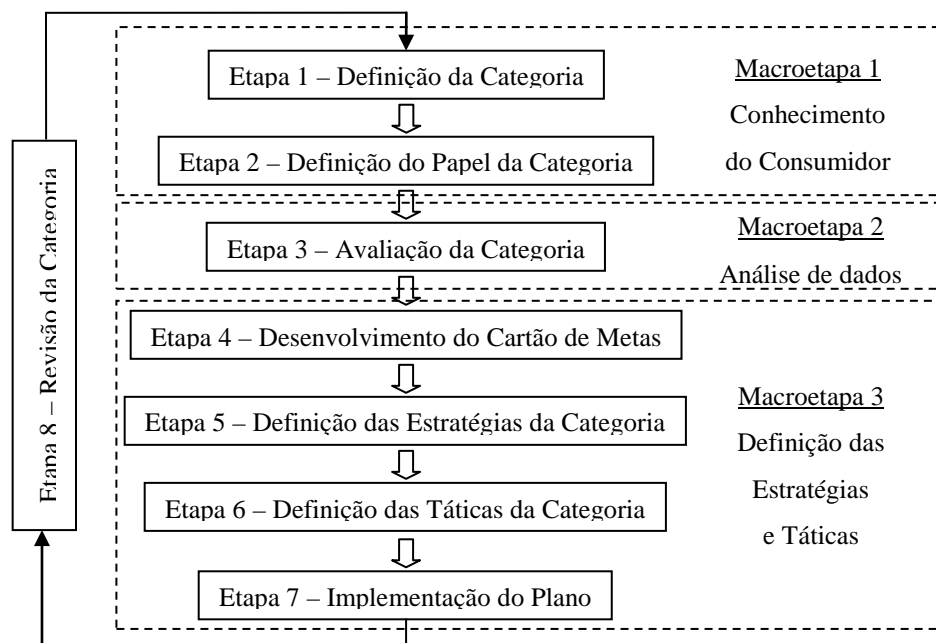 Etapa 1 – Definição da Categoria
Etapa 2 – Definição do Papel da Categoria
Macroetapa 1
Conhecimento
do Consumidor
Etapa 3 – Avaliação da Categoria
Macroetapa 2
Análise de dados
Etapa 4 – Desenvolvimento do Cartão de Metas
Etapa 5 – Definição das Estratégias da Categoria
Etapa 6 – Definição das Táticas da Categoria
Etapa 7 – Implementação do Plano
Macroetapa 3
Definição das
Estratégias
e Táticas
Etapa 8 – Revisão da Categoria